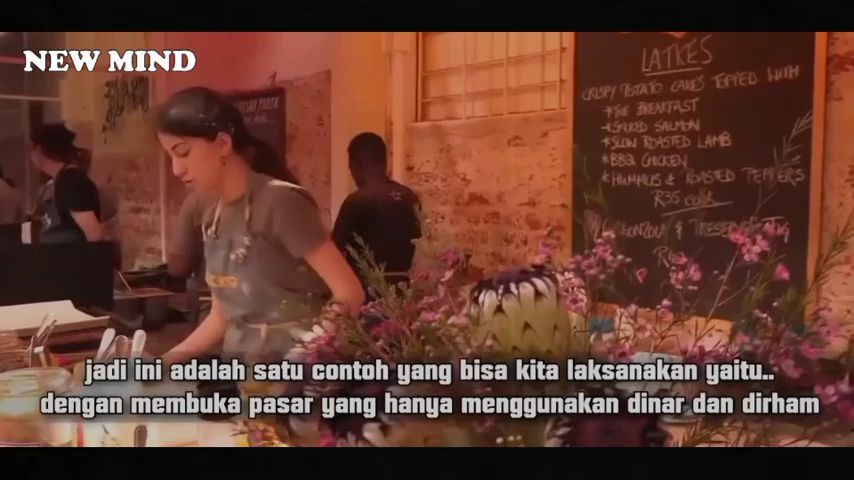 NEW MIND
LATKES
CRISPY POTATO CAKES TOPPED WITH
* THE BREAKFAST
* SMOKED SALMON
* SLOW ROASTED LAMB
* BBQ CHICKEN
* HUMMUS & ROASTED PEPPERS
R35 each
jadi ini adalah satu contoh yang bisa kita laksanakan yaitu..
dengan membuka pasar yang hanya menggunakan dinar dan dirham